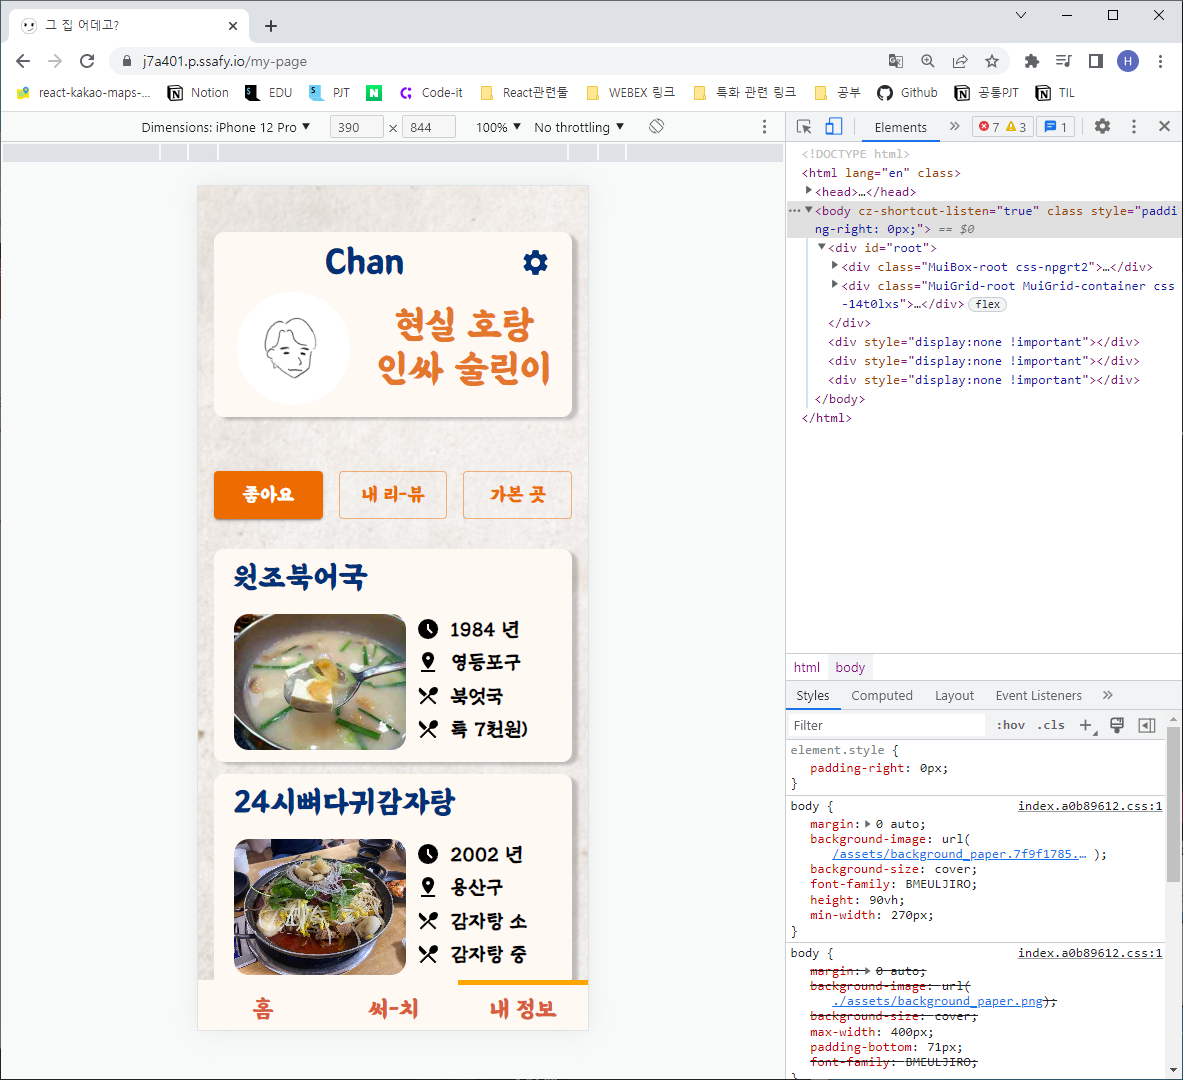 그 집 어데고?
j7a401.p.ssafy.io/my-page
H
react-kakao-maps-...
Notion
EDU
PJT
Code-it
React관련툴
WEBEX 링크
특화 관련 링크
공부
Github
공통PJT
TIL
Dimensions: iPhone 12 Pro
390
×
844
100%
No throttling
Elements
7
3
1
Chan
현실 호탕
인싸 술린이
좋아요
내 리-뷰
가본 곳
원조북어국
1984 년
영등포구
북엇국
륵 7천원)
24시뼈다귀감자탕
2002 년
용산구
감자탕 소
감자탕 중
홈
써-치
내 정보
<!DOCTYPE html>
<html lang="en" class>
<head>…</head>
<body cz-shortcut-listen="true" class style="paddi
ng-right: 0px;"> == $0
<div id="root">
<div class="MuiBox-root css-npgrt2">…</div>
<div class="MuiGrid-root MuiGrid-container css
-14t0lxs">…</div> flex
</div>
<div style="display:none !important"></div>
<div style="display:none !important"></div>
<div style="display:none !important"></div>
</body>
</html>
html body
Styles Computed Layout Event Listeners
Filter
:hov .cls
element.style {
padding-right: 0px;
}
body { index.a0b89612.css:1
margin: 0 auto;
background-image: url(
/assets/background_paper.7f9f1785.… );
background-size: cover;
font-family: BMEULJIRO;
height: 90vh;
min-width: 270px;
}
body { index.a0b89612.css:1
margin: 0 auto;
background-image: url(
./assets/background_paper.png);
background-size: cover;
max-width: 400px;
padding-bottom: 71px;
font-family: BMEULJIRO;
}